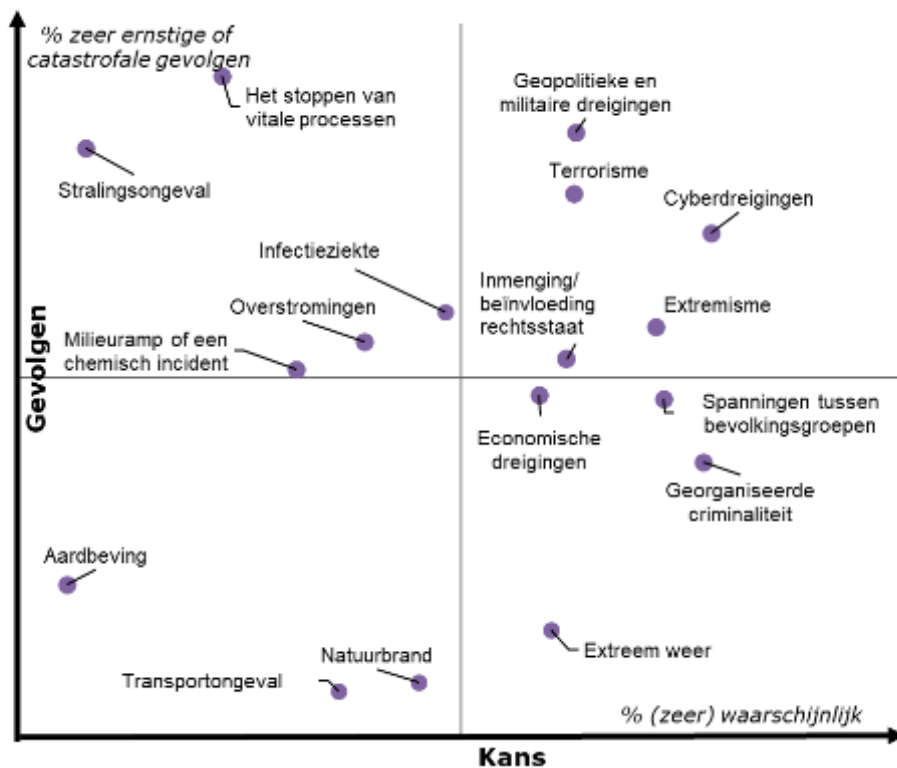 % zeer ernstige of
catastrofale gevolgen
Het stoppen van
vitale processen
Geopolitieke en
militaire dreigingen
Stralingsongeval
Terrorisme
Cyberdreigingen
Infectieziekte
Overstromingen
Milieuramp of een
chemisch incident
Inmenging/
beïnvloeding
rechtsstaat
Extremisme
Gevolgen
Economische
dreigingen
Spanningen tussen
bevolkingsgroepen
Georganiseerde
criminaliteit
Aardbeving
Transportongeval
Natuurbrand
Extreem weer
% (zeer) waarschijnlijk
Kans